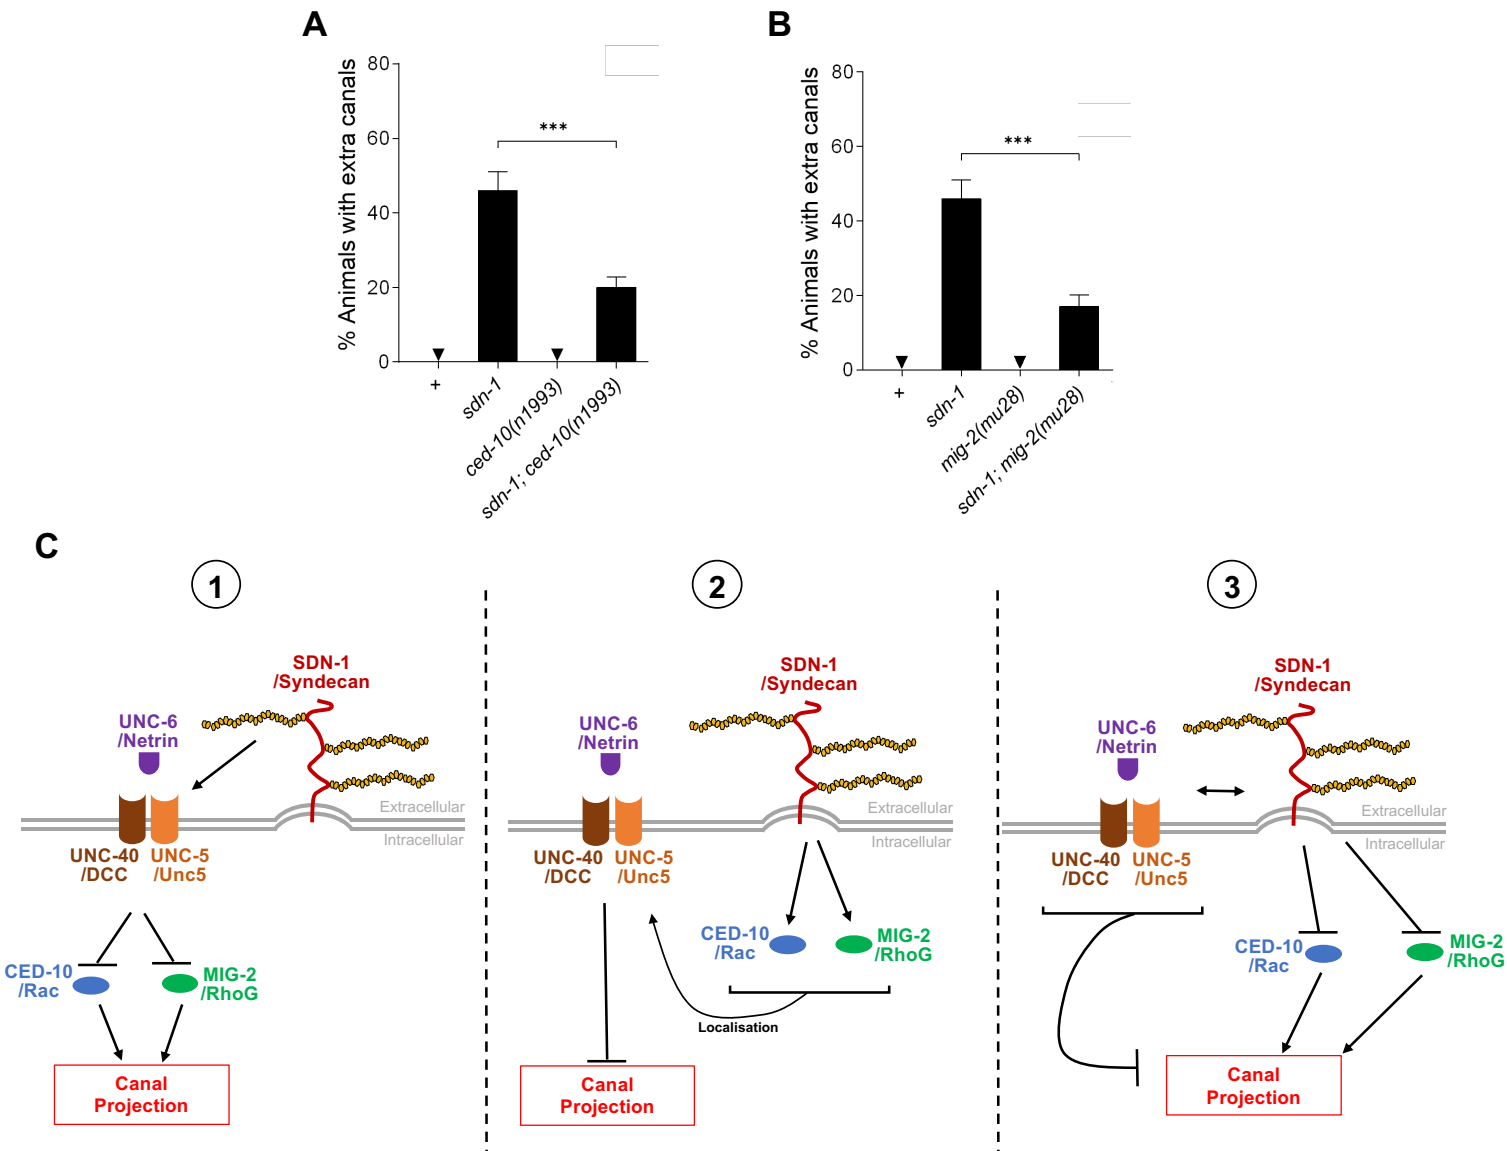 A
% Animals with extra canals
80
60
40
20
0
***
+
sdn-1
ced-10(n1993)
sdn-1; ced-10(n1993)
B
% Animals with extra canals
80
60
40
20
0
***
+
sdn-1
mig-2(mu28)
sdn-1; mig-2(mu28)
C
1
SDN-1
/Syndecan
UNC-6
/Netrin
Extracellular
Intracellular
UNC-40
/DCC
UNC-5
/Unc5
CED-10
/Rac
MIG-2
/RhoG
Canal
Projection
2
SDN-1
/Syndecan
UNC-6
/Netrin
Extracellular
Intracellular
UNC-40
/DCC
UNC-5
/Unc5
CED-10
/Rac
MIG-2
/RhoG
Localisation
Canal
Projection
3
SDN-1
/Syndecan
UNC-6
/Netrin
Extracellular
Intracellular
UNC-40
/DCC
UNC-5
/Unc5
CED-10
/Rac
MIG-2
/RhoG
Canal
Projection